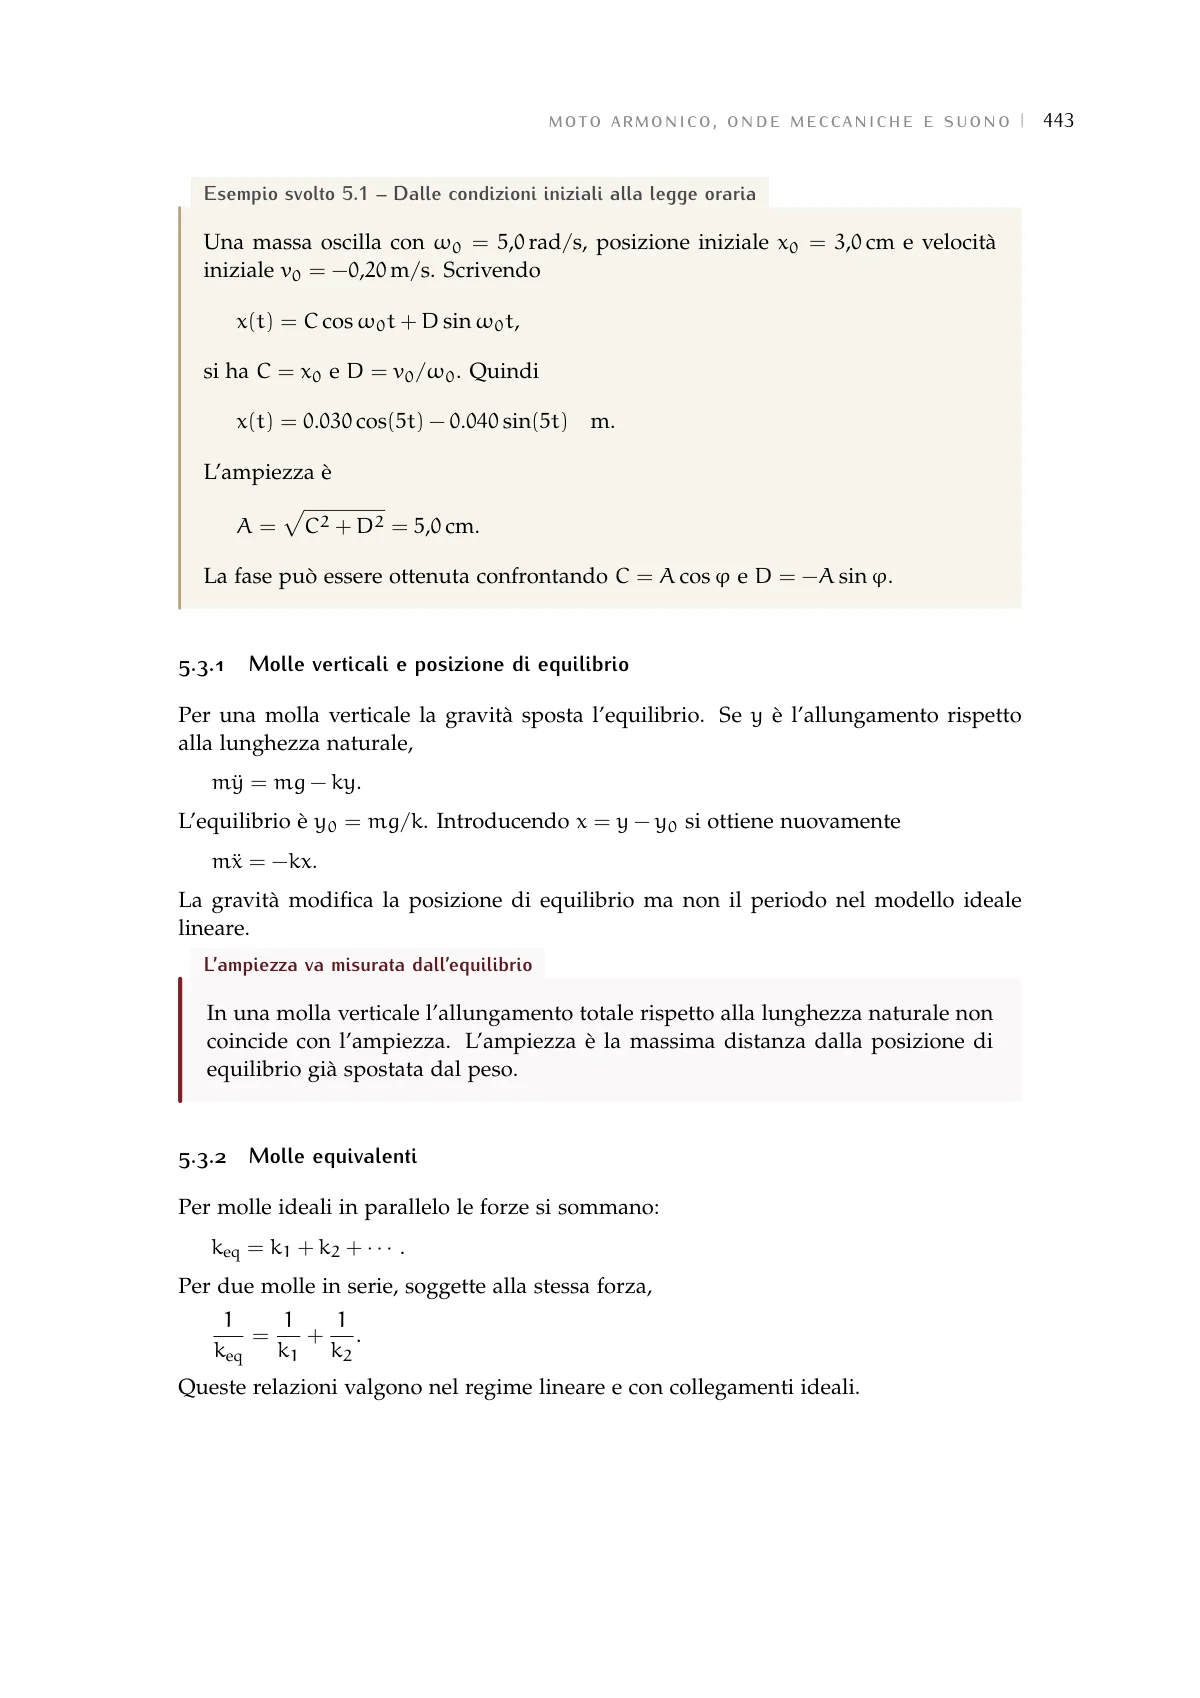 MOTO ARMONICO, ONDE MECCANICHE E SUONO | 443
Esempio svolto 5.1 – Dalle condizioni iniziali alla legge oraria
Una massa oscilla con ω₀ = 5,0 rad/s, posizione iniziale x₀ = 3,0 cm e velocità
iniziale v₀ = −0,20 m/s. Scrivendo
x(t) = C cos ω₀t + D sin ω₀t,
si ha C = x₀ e D = v₀/ω₀. Quindi
x(t) = 0.030 cos(5t) − 0.040 sin(5t) m.
L’ampiezza è
A = √(C² + D²) = 5,0 cm.
La fase può essere ottenuta confrontando C = A cos φ e D = −A sin φ.
5.3.1 Molle verticali e posizione di equilibrio
Per una molla verticale la gravità sposta l’equilibrio. Se y è l’allungamento rispetto
alla lunghezza naturale,
mÿ = mg − ky.
L’equilibrio è y₀ = mg/k. Introducendo x = y − y₀ si ottiene nuovamente
mẍ = −kx.
La gravità modifica la posizione di equilibrio ma non il periodo nel modello ideale
lineare.
L’ampiezza va misurata dall’equilibrio
In una molla verticale l’allungamento totale rispetto alla lunghezza naturale non
coincide con l’ampiezza. L’ampiezza è la massima distanza dalla posizione di
equilibrio già spostata dal peso.
5.3.2 Molle equivalenti
Per molle ideali in parallelo le forze si sommano:
k_eq = k₁ + k₂ + ··· .
Per due molle in serie, soggette alla stessa forza,
1/k_eq = 1/k₁ + 1/k₂.
Queste relazioni valgono nel regime lineare e con collegamenti ideali.